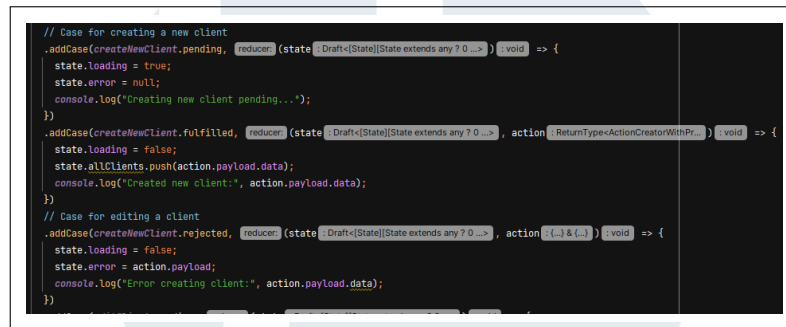 // Case for creating a new client
.addCase(createNewClient.pending, reducer: (state : Draft<[State][State extends any ? 0 ...> ) : void => {
state.loading = true;
state.error = null;
console.log("Creating new client pending...");
})
.addCase(createNewClient.fulfilled, reducer: (state : Draft<[State][State extends any ? 0 ...> , action : ReturnType<ActionCreatorWithPr... ) : void => {
state.loading = false;
state.allClients.push(action.payload.data);
console.log("Created new client:", action.payload.data);
})
// Case for editing a client
.addCase(createNewClient.rejected, reducer: (state : Draft<[State][State extends any ? 0 ...> , action : {...} & {...} ) : void => {
state.loading = false;
state.error = action.payload;
console.log("Error creating client:", action.payload.data);
})